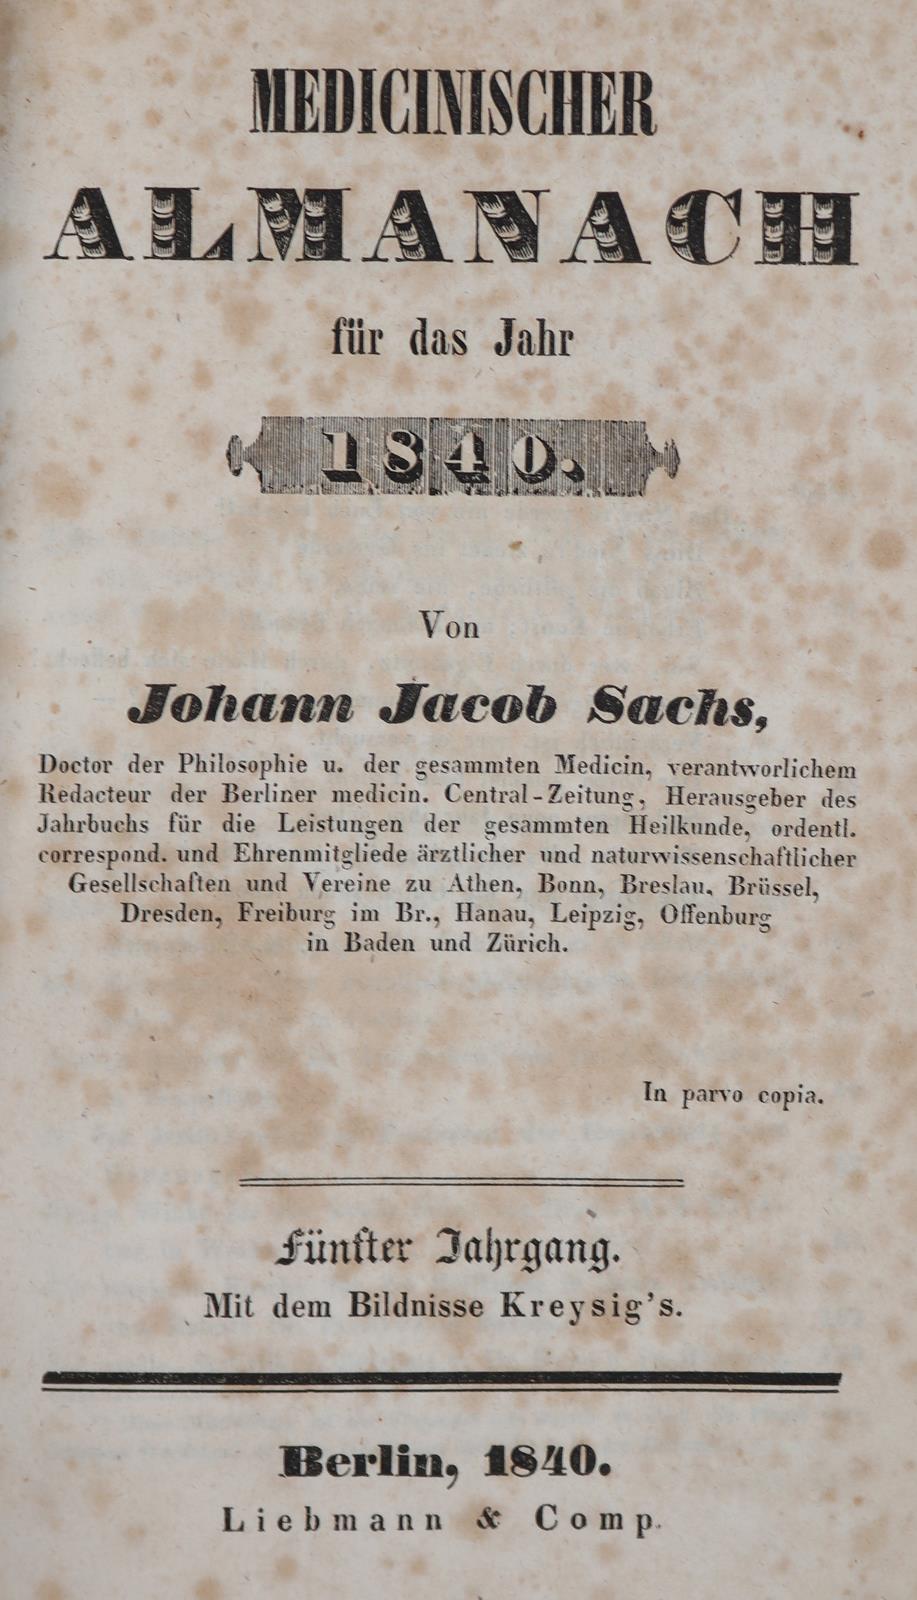 MEDICINISCHER
ALMANACH
für das Jahr
1840.
Von
Johann Jacob Sachs,
Doctor der Philosophie u. der gesammten Medicin, verantworlichem
Redacteur der Berliner medicin. Central-Zeitung, Herausgeber des
Jahrbuchs für die Leistungen der gesammten Heilkunde, ordentl.
correspond. und Ehrenmitgliede ärztlicher und naturwissenschaftlicher
Gesellschaften und Vereine zu Athen, Bonn, Breslau, Brüssel,
Dresden, Freiburg im Br., Hanau, Leipzig, Offenburg
in Baden und Zürich.
In parvo copia.
Fünfter Jahrgang.
Mit dem Bildnisse Kreysig's.
Berlin, 1840.
Liebmann & Comp.